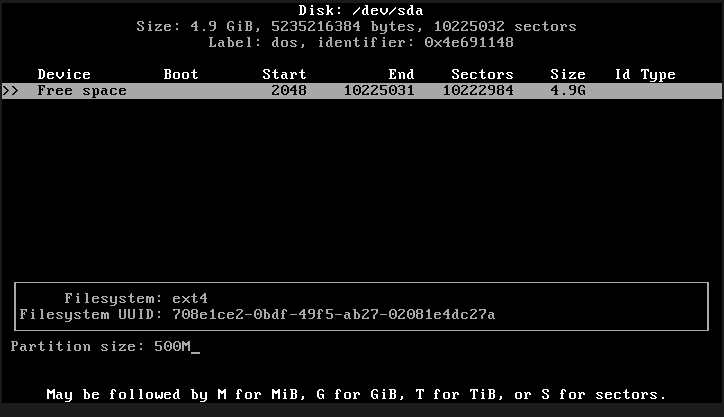 Disk: /dev/sda
Size: 4.9 GiB, 5235216384 bytes, 10225032 sectors
Label: dos, identifier: 0x4e691148
Device Boot Start End Sectors Size Id Type
>> Free space 2048 10225031 10222984 4.9G
Filesystem: ext4
Filesystem UUID: 708e1ce2-0bdf-49f5-ab27-02081e4dc27a
Partition size: 500M_
May be followed by M for MiB, G for GiB, T for TiB, or S for sectors.